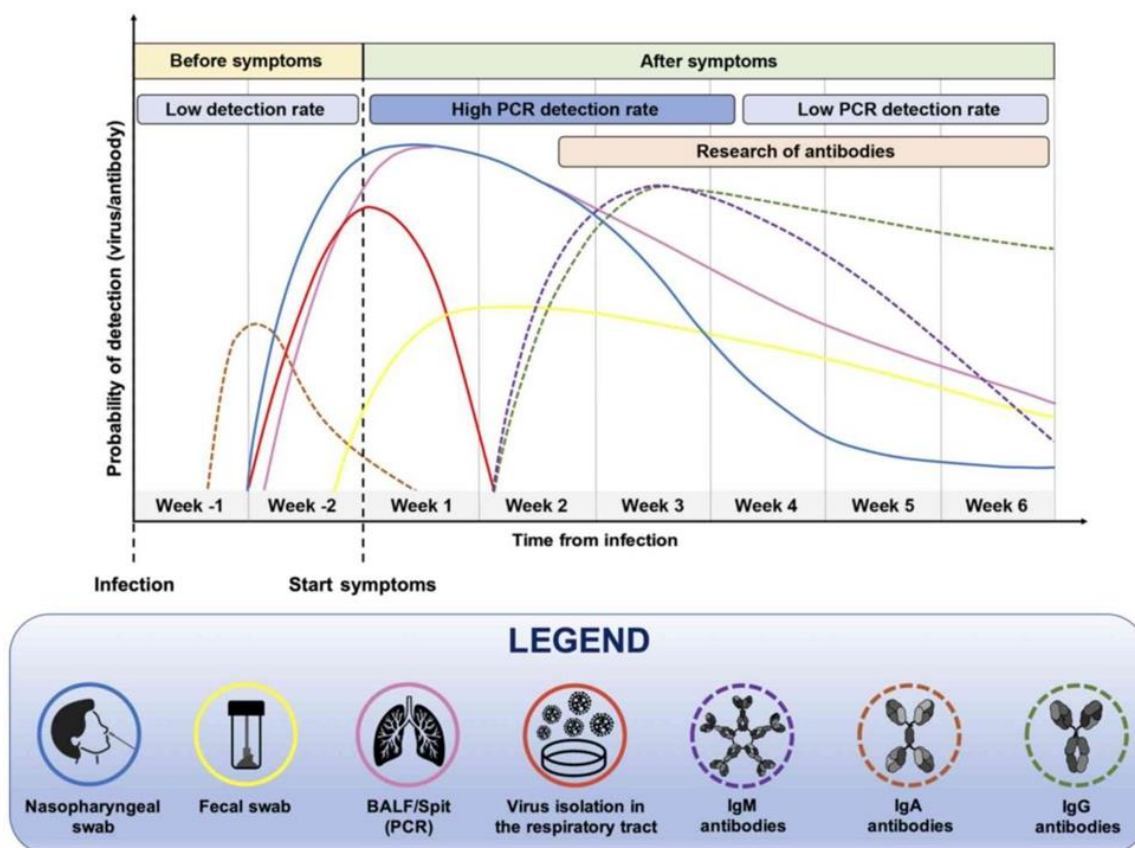 Before symptoms
After symptoms
Low detection rate
High PCR detection rate
Low PCR detection rate
Research of antibodies
Probability of detection (virus/antibody)
Week -1
Week -2
Week 1
Week 2
Week 3
Week 4
Week 5
Week 6
Time from infection
Infection
Start symptoms
LEGEND
Nasopharyngeal
swab
Fecal swab
BALF/Spit
(PCR)
Virus isolation in
the respiratory tract
IgM
antibodies
IgA
antibodies
IgG
antibodies